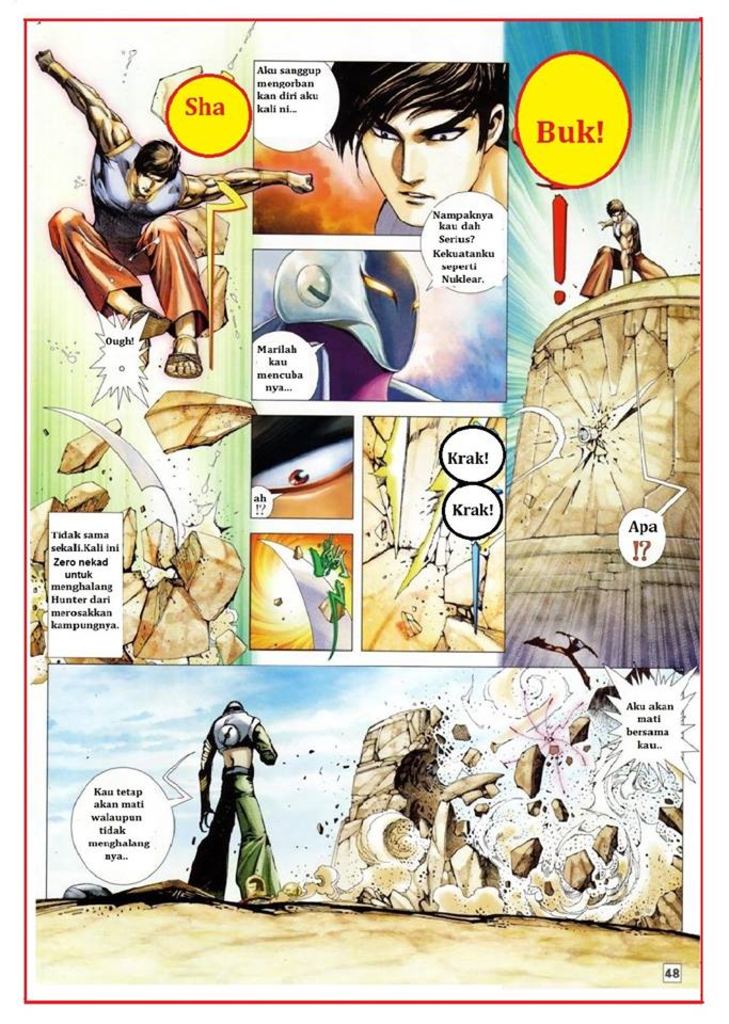 Sha
Aku sanggup
mengorban
kan diri aku
kali ni...
Buk!
Nampaknya
kau dah
Serius?
Kekuatanku
seperti
Nuklear.
Ough!
Marilah
kau
mencuba
nya...
ah
!?
Krak!
Krak!
Apa
!?
Tidak sama
sekali.Kali ini
Zero nekad
untuk
menghalang
Hunter dari
merosakkan
kampungnya.
Aku akan
mati
bersama
kau..
Kau tetap
akan mati
walaupun
tidak
menghalang
nya..
48